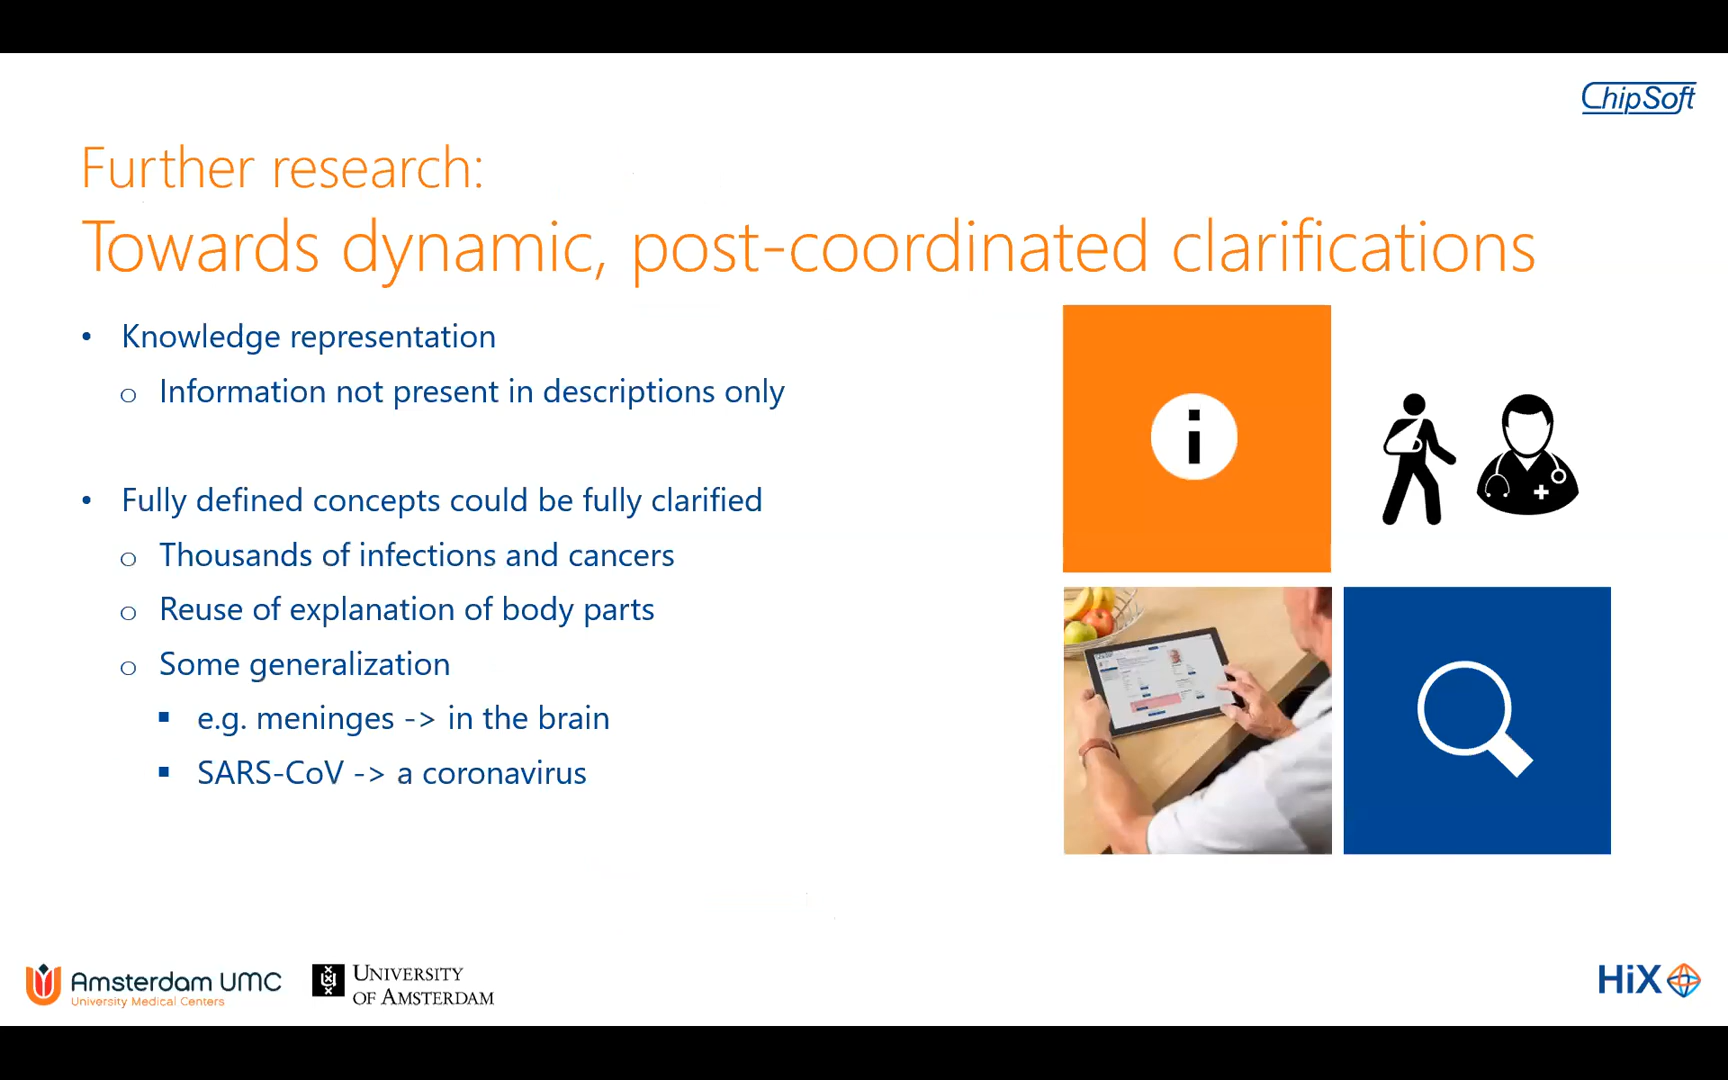 ChipSoft
Further research:
Towards dynamic, post-coordinated clarifications
• Knowledge representation
o Information not present in descriptions only
• Fully defined concepts could be fully clarified
o Thousands of infections and cancers
o Reuse of explanation of body parts
o Some generalization
▪ e.g. meninges -> in the brain
▪ SARS-CoV -> a coronavirus
i
Amsterdam UMC
University Medical Centers
UNIVERSITY
OF AMSTERDAM
HiX